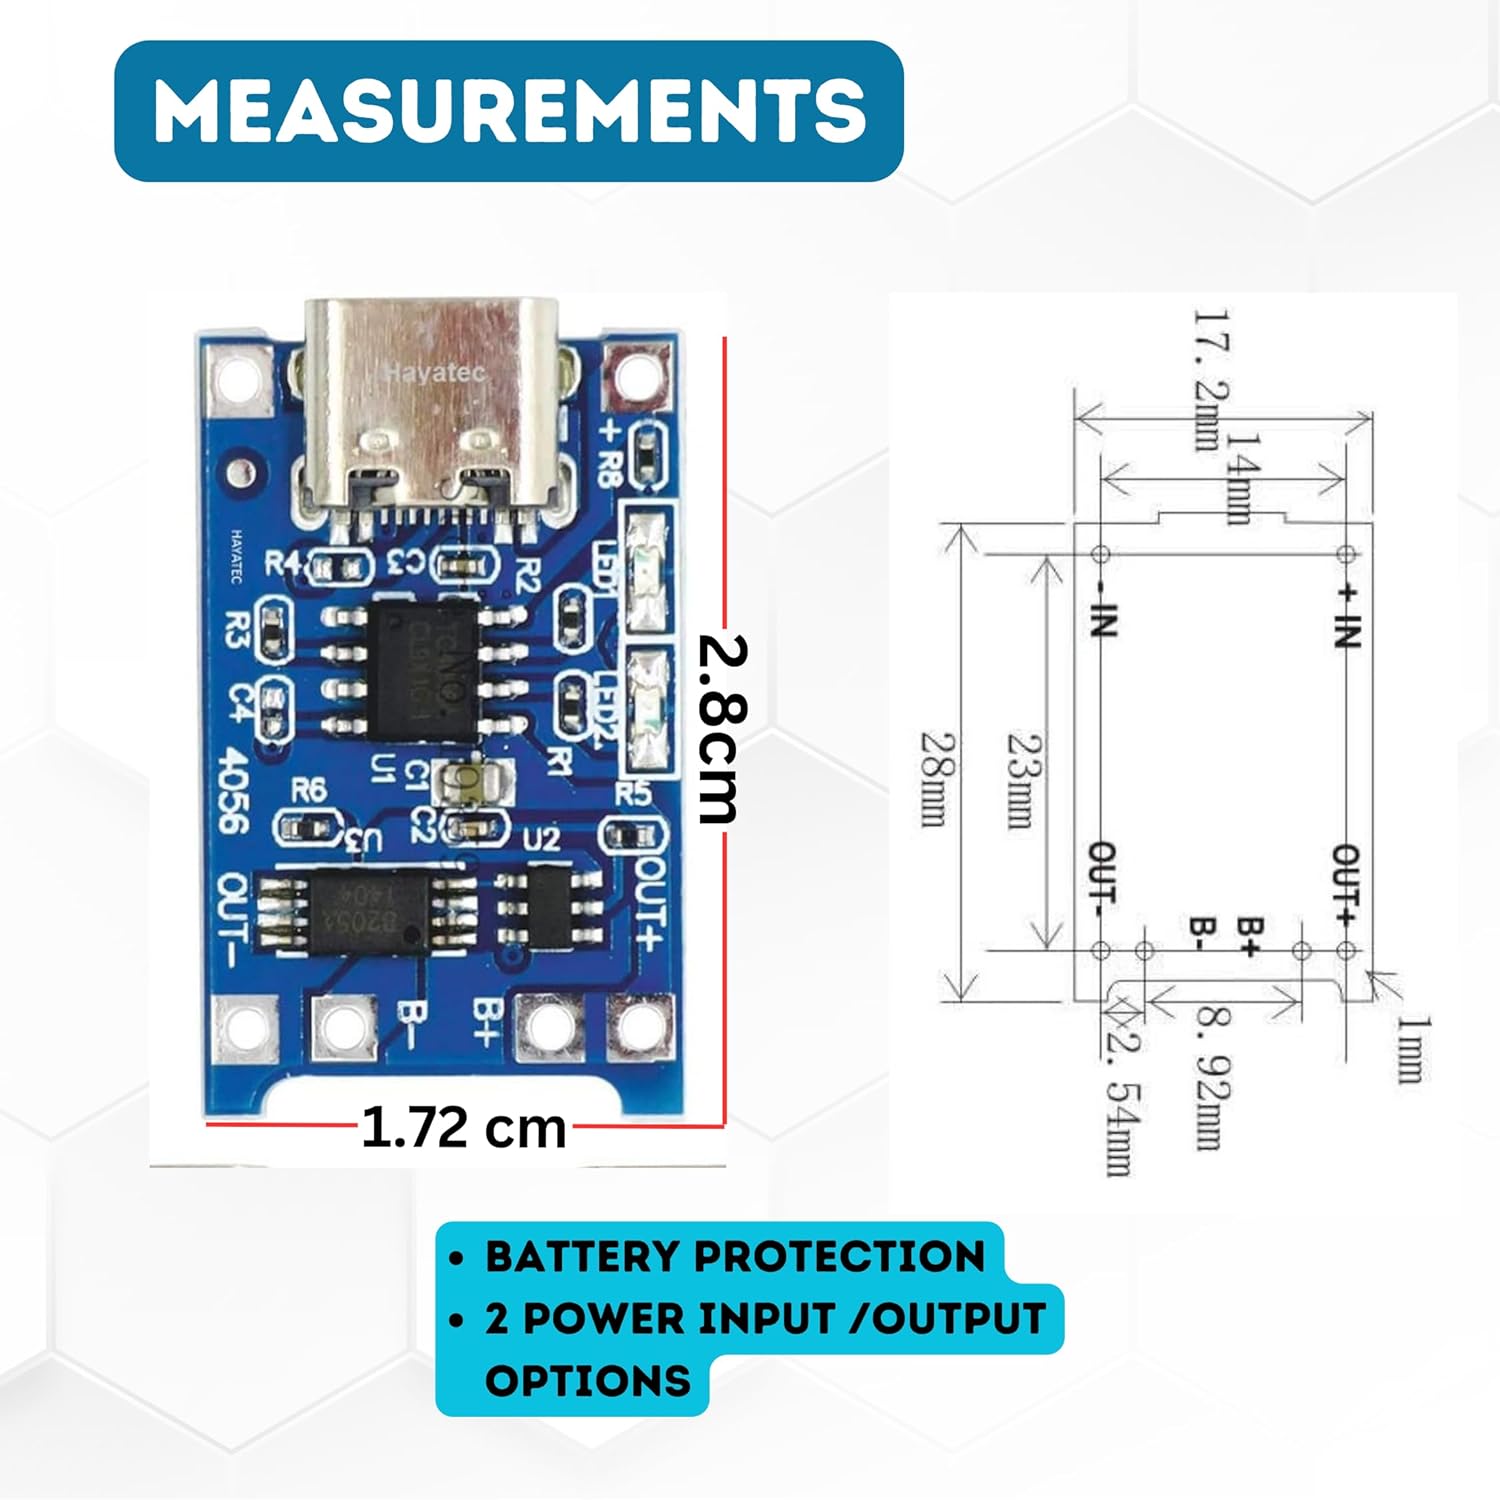 1mm
+ IN
OUT+
14mm
17.2mm
B+
B-
8.92mm
2.54mm
- IN
OUT-
23mm
28mm
MEASUREMENTS
• BATTERY PROTECTION
• 2 POWER INPUT /OUTPUT
OPTIONS
2.8cm
1.72 cm
+ R8
LED1
LED2
R5
OUT+
R1
R2
U2
B+
Hayatec
No.
C3
C1
C2
U1
B-
U3
R4
R6
HAYATEC
R3
C4
4056
OUT-